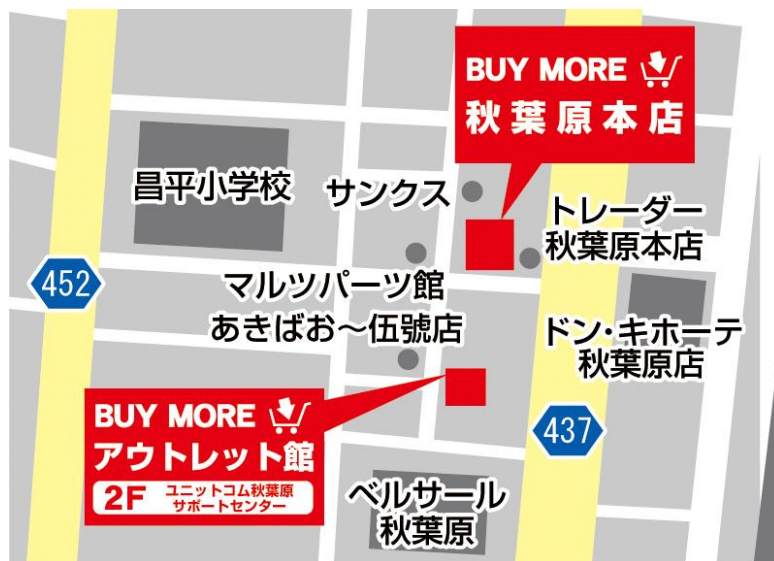 BUY MORE
秋葉原本店
昌平小学校
サンクス
トレーダー
秋葉原本店
452
マルツパーツ館
あきばお〜伍號店
ドン・キホーテ
秋葉原店
BUY MORE
アウトレット館
2F ユニットコム秋葉原
サポートセンター
437
ベルサール
秋葉原